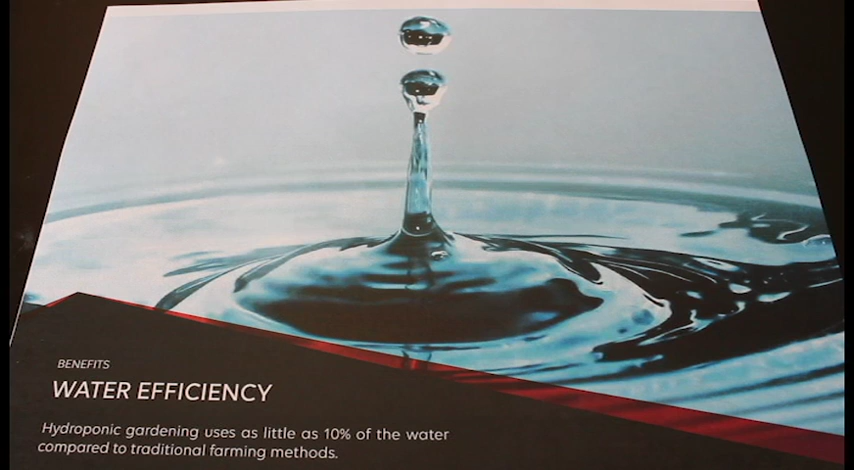 BENEFITS
WATER EFFICIENCY
Hydroponic gardening uses as little as 10% of the water
compared to traditional farming methods.